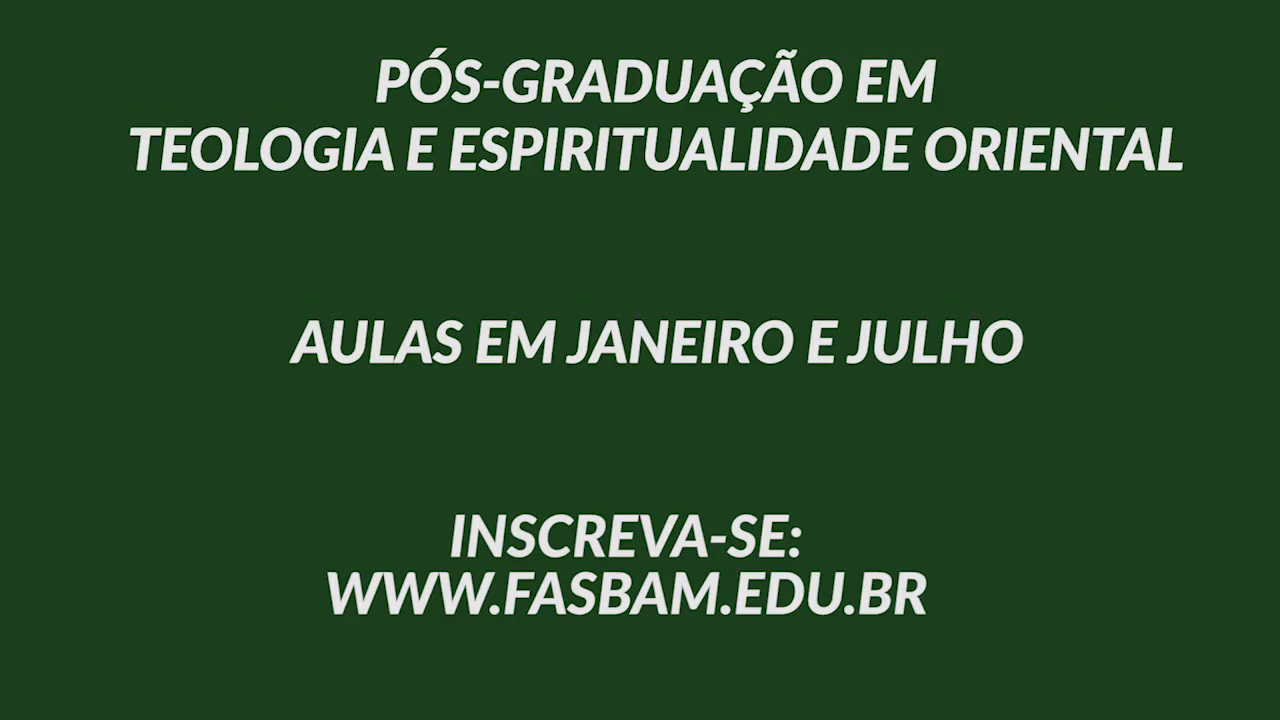 PÓS-GRADUAÇÃO EM
TEOLOGIA E ESPIRITUALIDADE ORIENTAL
AULAS EM JANEIRO E JULHO
INSCREVA-SE:
WWW.FASBAM.EDU.BR